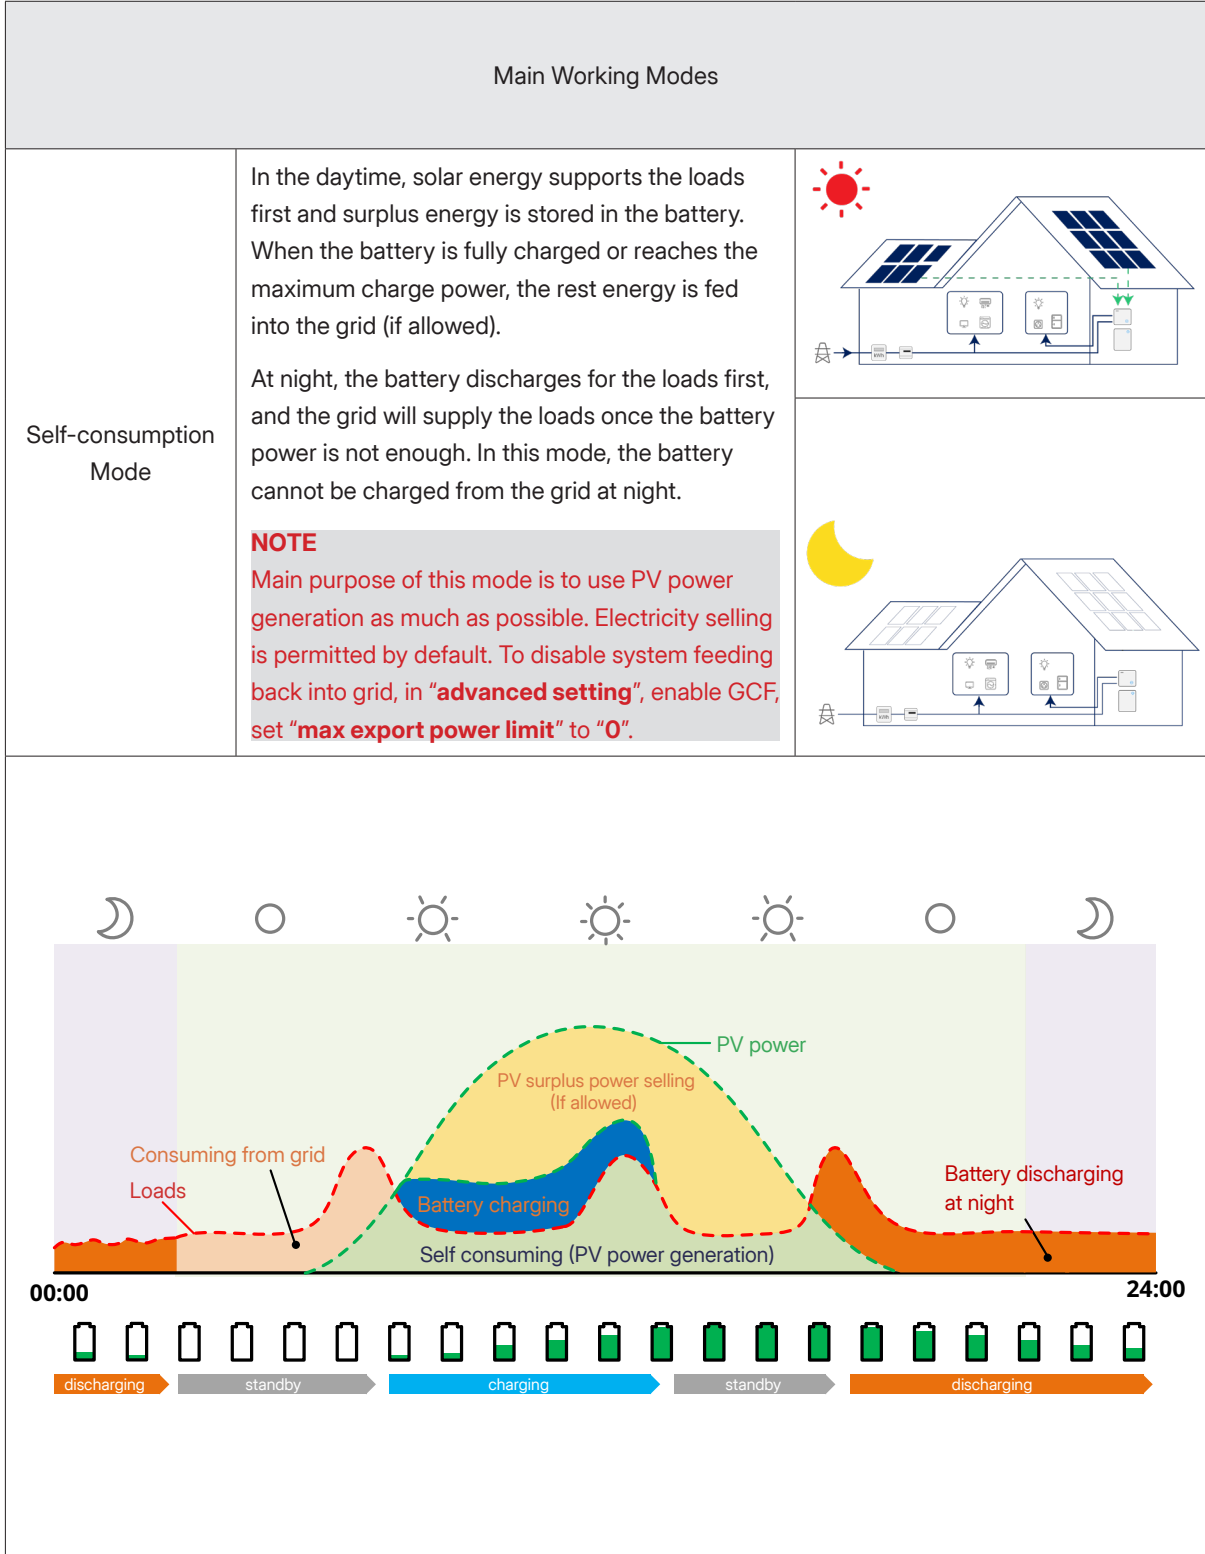 Main Working Modes
Self-consumption
Mode
In the daytime, solar energy supports the loads
first and surplus energy is stored in the battery.
When the battery is fully charged or reaches the
maximum charge power, the rest energy is fed
into the grid (if allowed).
At night, the battery discharges for the loads first,
and the grid will supply the loads once the battery
power is not enough. In this mode, the battery
cannot be charged from the grid at night.
NOTE
Main purpose of this mode is to use PV power
generation as much as possible. Electricity selling
is permitted by default. To disable system feeding
back into grid, in “advanced setting”, enable GCF,
set “max export power limit” to “0”.
kWh
kWh
PV power
PV surplus power selling
(If allowed)
Consuming from grid
Loads
Battery charging
Battery discharging
at night
Self consuming (PV power generation)
00:00
24:00
discharging
standby
charging
standby
discharging